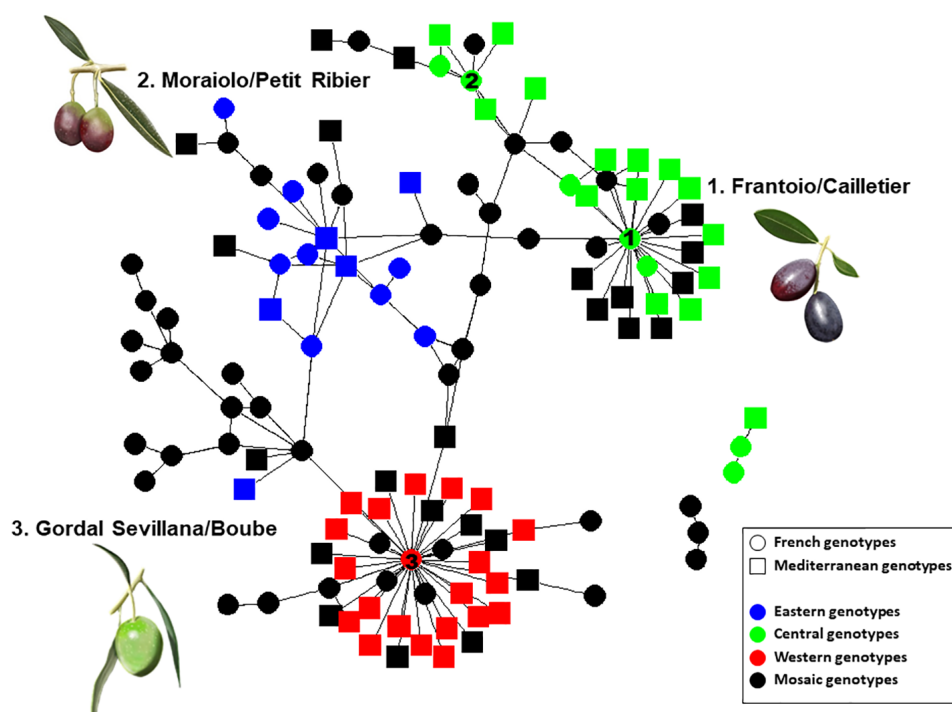 2. Moraiolo/Petit Ribier
2
1. Frantoio/Cailletier
1
3. Gordal Sevillana/Boube
3
French genotypes
Mediterranean genotypes
Eastern genotypes
Central genotypes
Western genotypes
Mosaic genotypes